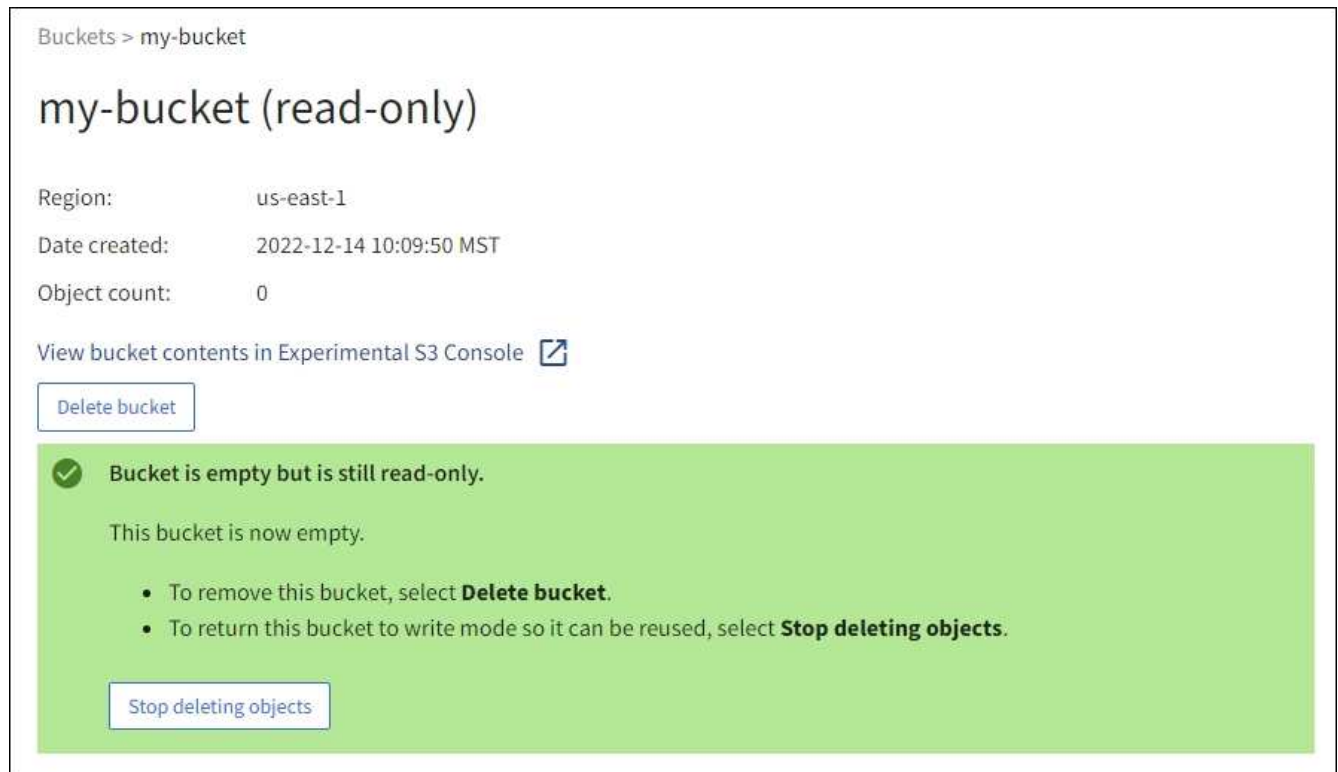 Buckets > my-bucket
my-bucket (read-only)
Region: us-east-1
Date created: 2022-12-14 10:09:50 MST
Object count: 0
View bucket contents in Experimental S3 Console
Delete bucket
Bucket is empty but is still read-only.
This bucket is now empty.
• To remove this bucket, select Delete bucket.
• To return this bucket to write mode so it can be reused, select Stop deleting objects.
Stop deleting objects